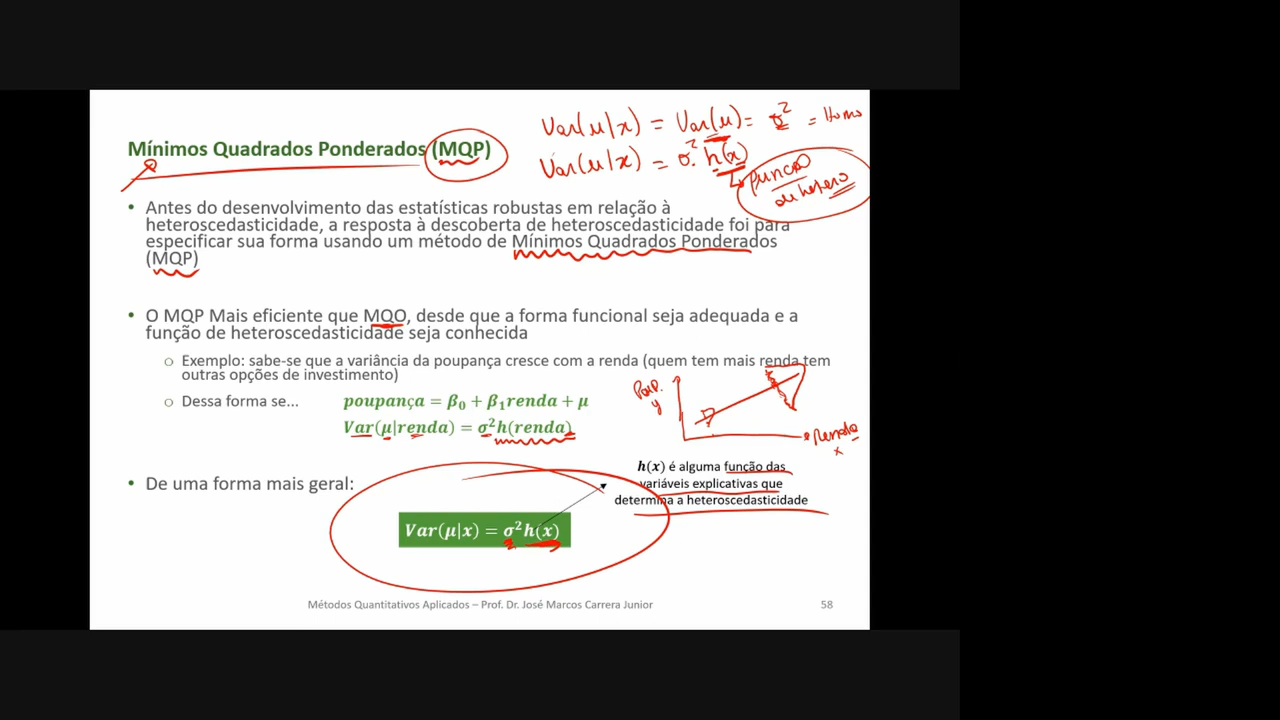 Var(μ|x) = Var(μ) = σ² = Homo
Mínimos Quadrados Ponderados (MQP)
Var(μ|x) = σ². h(x)
↳ função
de hetero
• Antes do desenvolvimento das estatísticas robustas em relação à
heteroscedasticidade, a resposta à descoberta de heteroscedasticidade foi para
especificar sua forma usando um método de Mínimos Quadrados Ponderados
(MQP)
• O MQP Mais eficiente que MQO, desde que a forma funcional seja adequada e a
função de heteroscedasticidade seja conhecida
○ Exemplo: sabe-se que a variância da poupança cresce com a renda (quem tem mais renda tem
outras opções de investimento)
○ Dessa forma se... poupança = β₀ + β₁renda + μ
Var(μ|renda) = σ²h(renda)
Poup.
y
Renda
x
• De uma forma mais geral:
h(x) é alguma função das
variáveis explicativas que
determina a heteroscedasticidade
Var(μ|x) = σ²h(x)
Métodos Quantitativos Aplicados – Prof. Dr. José Marcos Carrera Junior 58